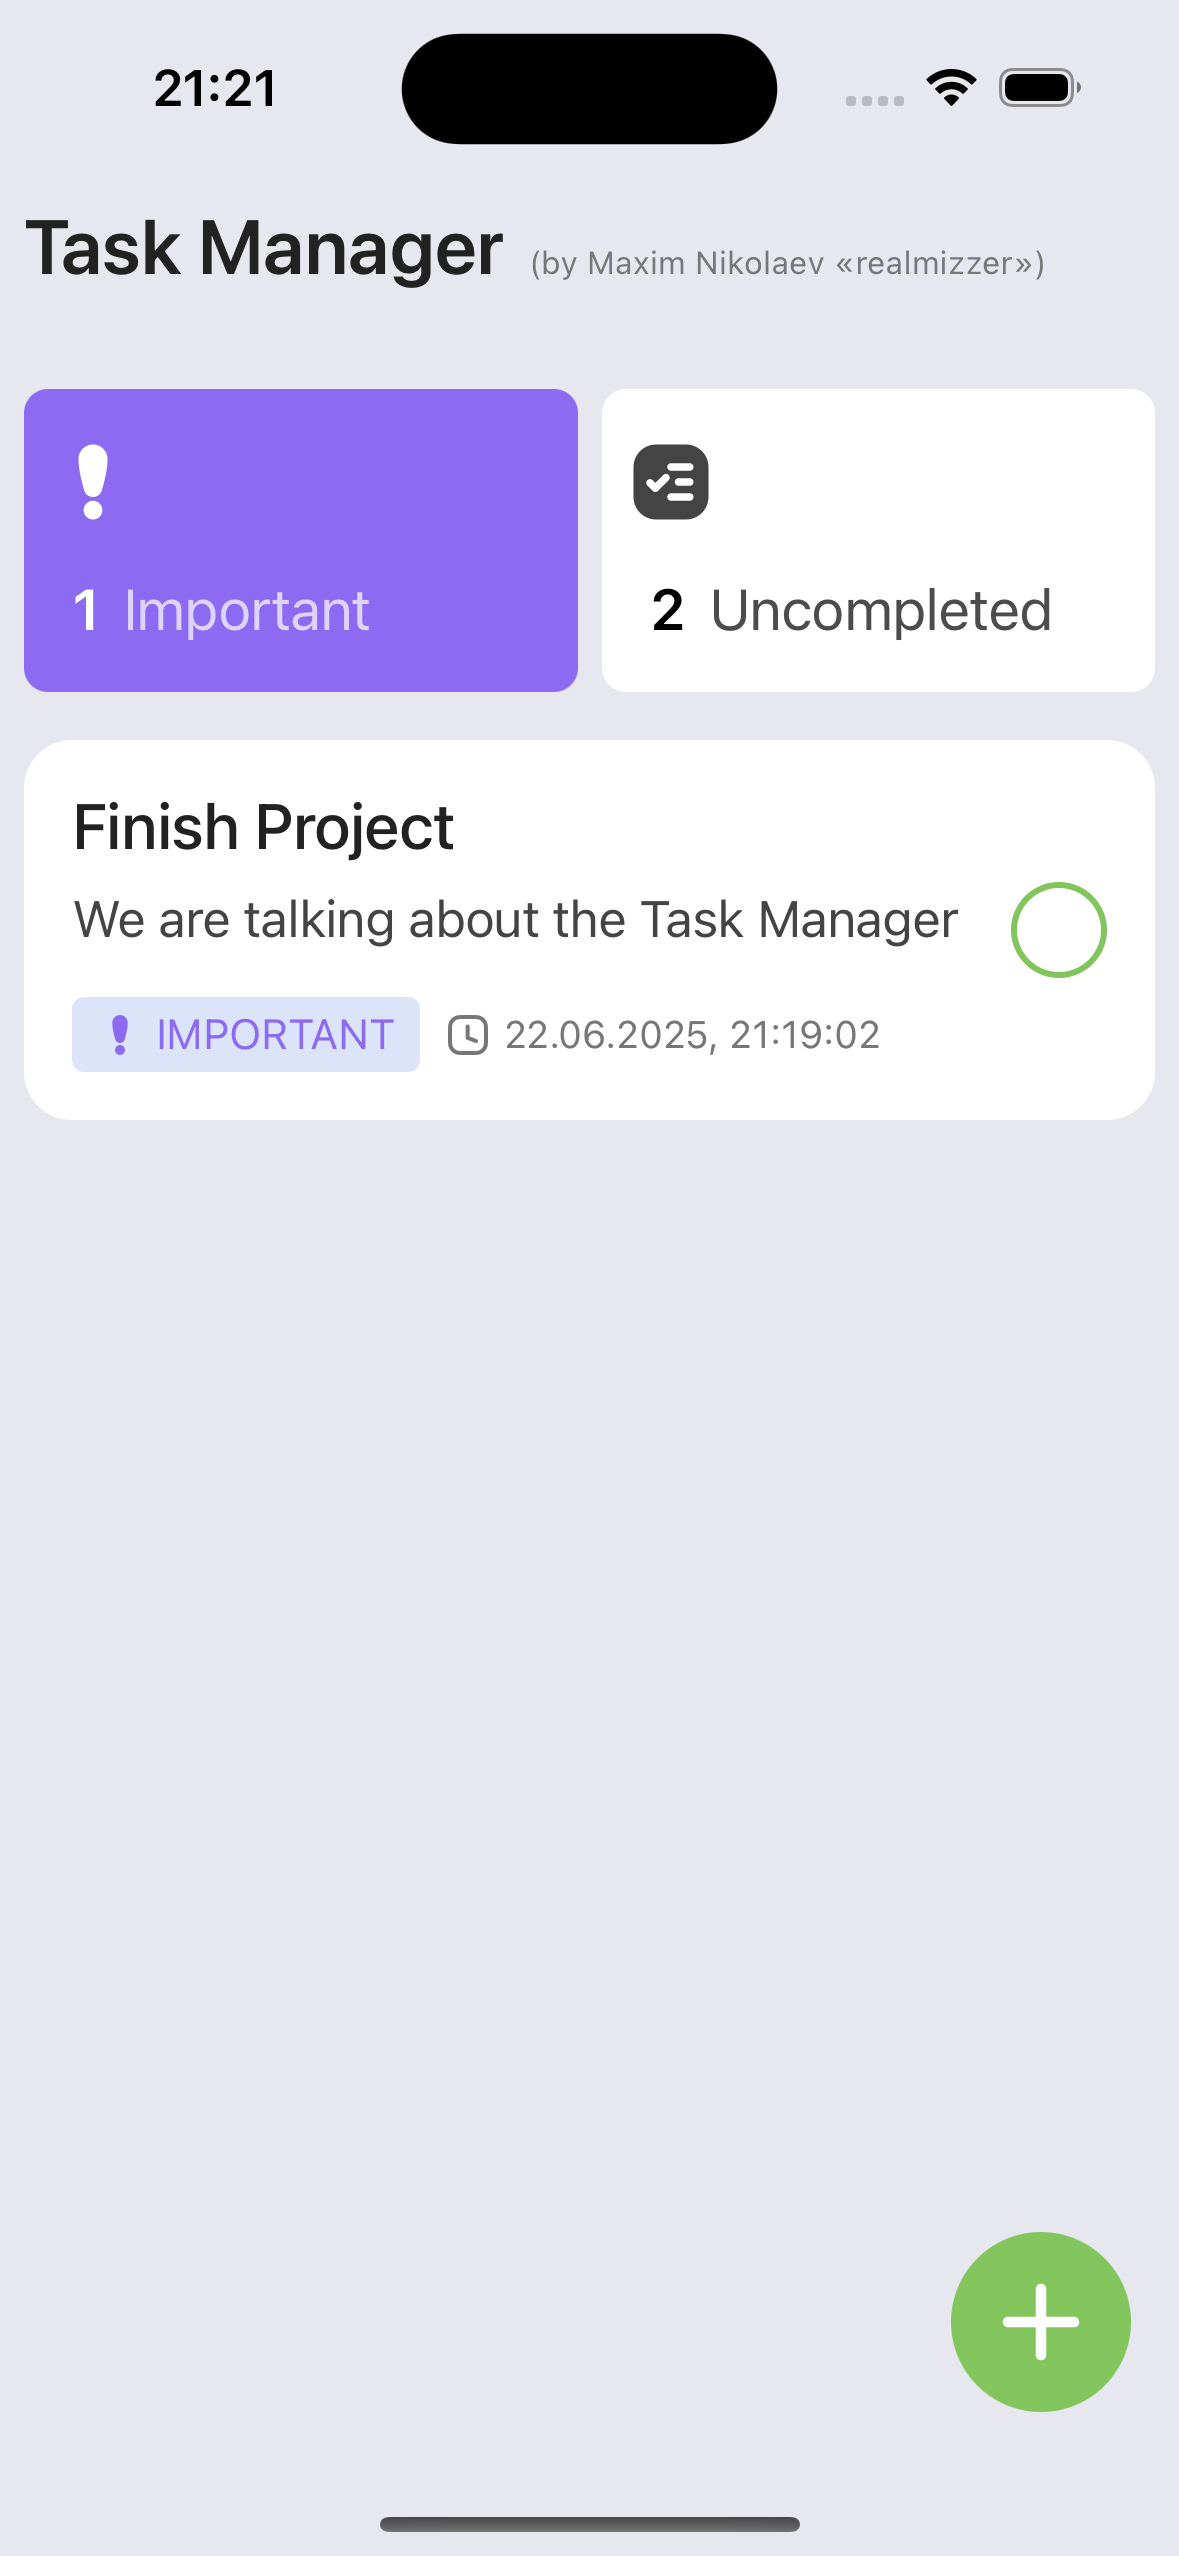 21:21
Task Manager (by Maxim Nikolaev «realmizzer»)
1 Important
2 Uncompleted
Finish Project
We are talking about the Task Manager
IMPORTANT 22.06.2025, 21:19:02